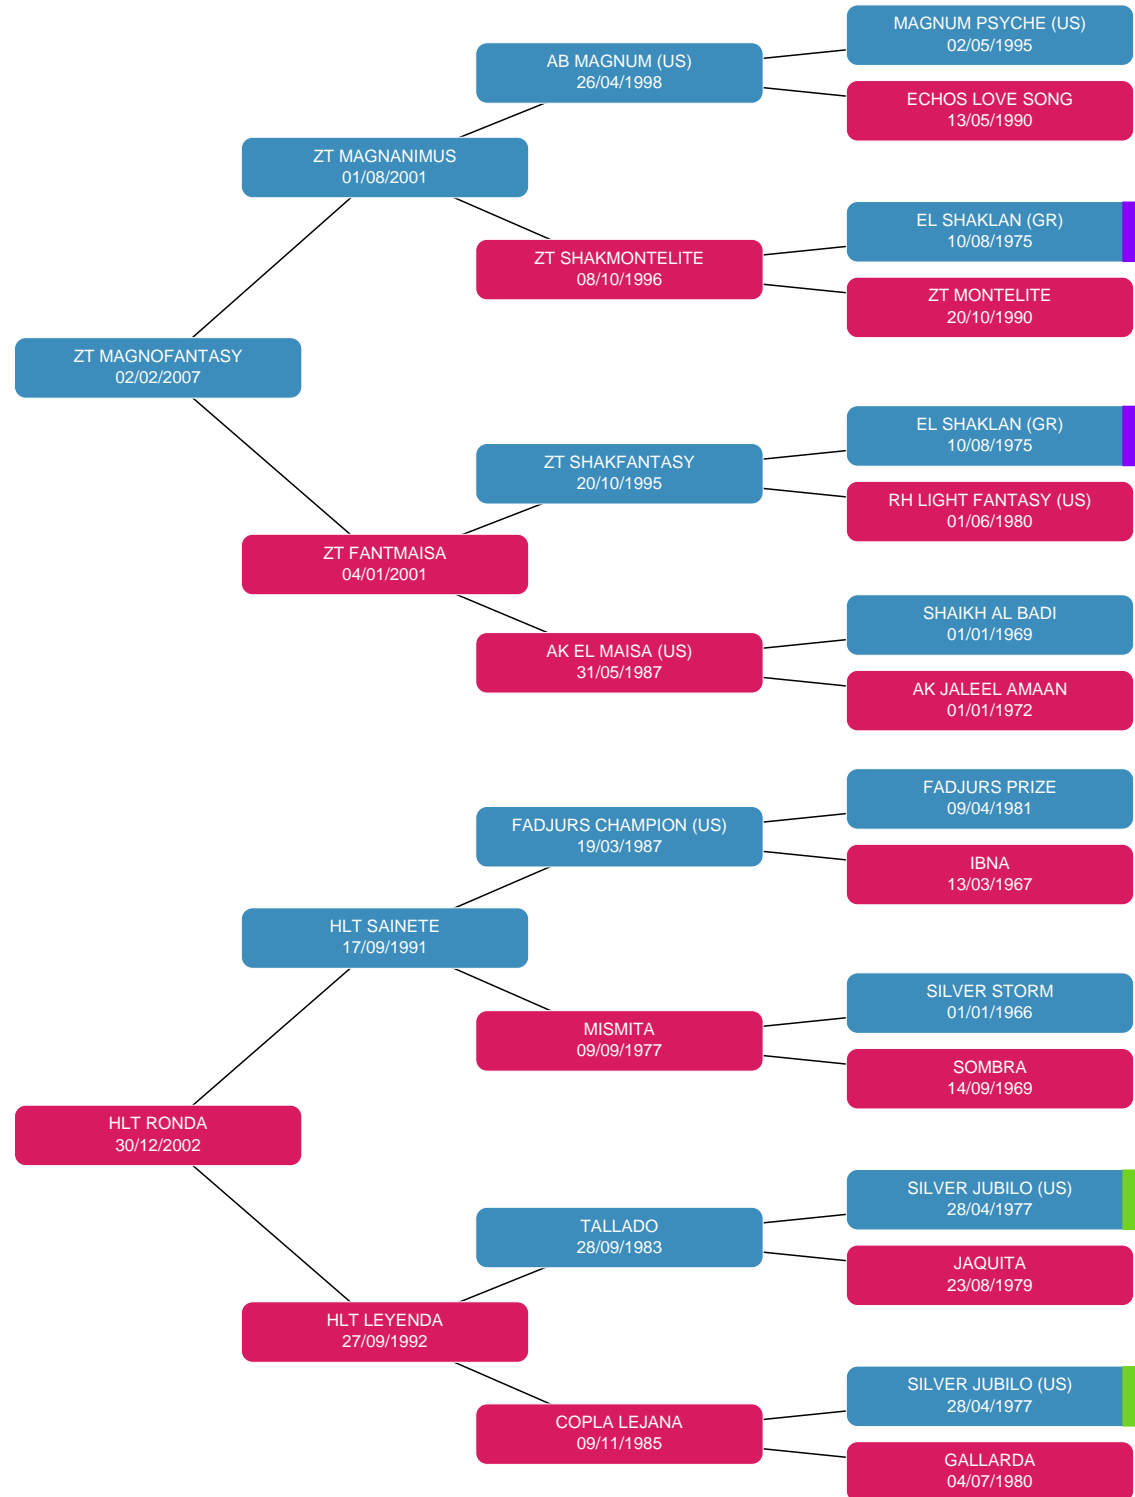 MAGNUM PSYCHE (US)
02/05/1995
AB MAGNUM (US)
26/04/1998
ECHOS LOVE SONG
13/05/1990
ZT MAGNANIMUS
01/08/2001
EL SHAKLAN (GR)
10/08/1975
ZT SHAKMONTELITE
08/10/1996
ZT MONTELITE
20/10/1990
ZT MAGNOFANTASY
02/02/2007
EL SHAKLAN (GR)
10/08/1975
ZT SHAKFANTASY
20/10/1995
RH LIGHT FANTASY (US)
01/06/1980
ZT FANTMAISA
04/01/2001
SHAIKH AL BADI
01/01/1969
AK EL MAISA (US)
31/05/1987
AK JALEEL AMAAN
01/01/1972
FADJURS PRIZE
09/04/1981
FADJURS CHAMPION (US)
19/03/1987
IBNA
13/03/1967
HLT SAINETE
17/09/1991
SILVER STORM
01/01/1966
MISMITA
09/09/1977
SOMBRA
14/09/1969
HLT RONDA
30/12/2002
SILVER JUBILO (US)
28/04/1977
TALLADO
28/09/1983
JAQUITA
23/08/1979
HLT LEYENDA
27/09/1992
SILVER JUBILO (US)
28/04/1977
COPLA LEJANA
09/11/1985
GALLARDA
04/07/1980